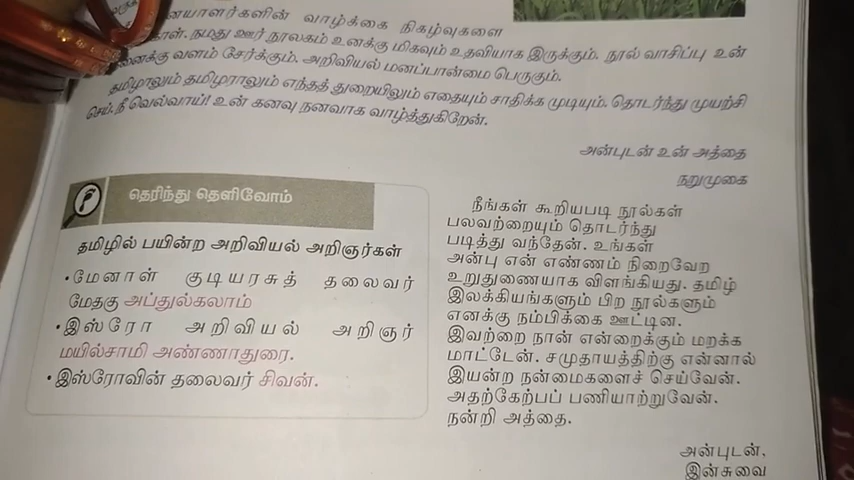 வாழ்க்கை நிகழ்வுகளை
நமது ஊர் நூலகம் உனக்கு மிகவும் உதவியாக இருக்கும். நூல் வாசிப்பு உன்
வளம் சேர்க்கும். அறிவியல் மனப்பான்மை பெருகும்.
தமிழாலும் தமிழராலும் எந்தத் துறையிலும் எதையும் சாதிக்க முடியும். தொடர்ந்து முயற்சி
செய். நீ வெல்வாய்! உன் கனவு நனவாக வாழ்த்துகிறேன்.
அன்புடன் உன் அத்தை
நறுமுகை
தெரிந்து தெளிவோம்
தமிழில் பயின்ற அறிவியல் அறிஞர்கள்
• மேனாள் குடியரசுத் தலைவர்
மேதகு அப்துல்கலாம்
• இஸ்ரோ அறிவியல் அறிஞர்
மயில்சாமி அண்ணாதுரை.
• இஸ்ரோவின் தலைவர் சிவன்.
நீங்கள் கூறியபடி நூல்கள்
பலவற்றையும் தொடர்ந்து
படித்து வந்தேன். உங்கள்
அன்பு என் எண்ணம் நிறைவேற
உறுதுணையாக விளங்கியது. தமிழ்
இலக்கியங்களும் பிற நூல்களும்
எனக்கு நம்பிக்கை ஊட்டின.
இவற்றை நான் என்றைக்கும் மறக்க
மாட்டேன். சமுதாயத்திற்கு என்னால்
இயன்ற நன்மைகளைச் செய்வேன்.
அதற்கேற்பப் பணியாற்றுவேன்.
நன்றி அத்தை.
அன்புடன்,
இன்சுவை